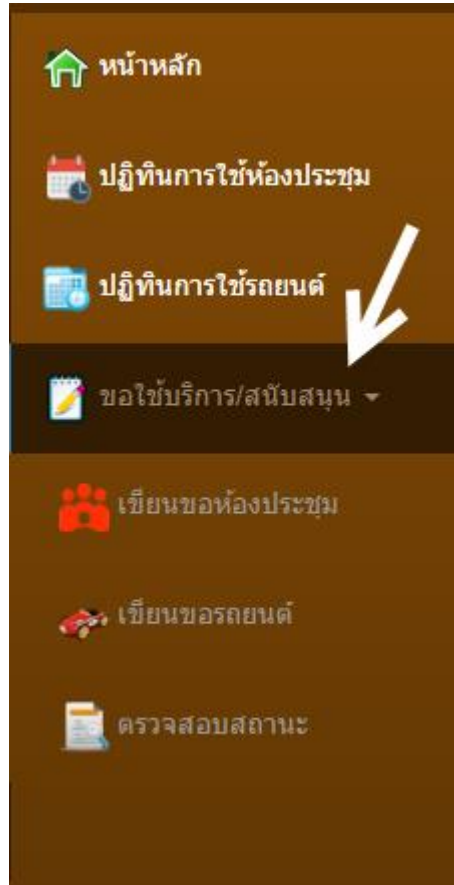 หน้าหลัก
ปฏิทินการใช้ห้องประชุม
ปฏิทินการใช้รถยนต์
ขอใช้บริการ/สนับสนุน
เขียนขอห้องประชุม
เขียนขอรถยนต์
ตรวจสอบสถานะ